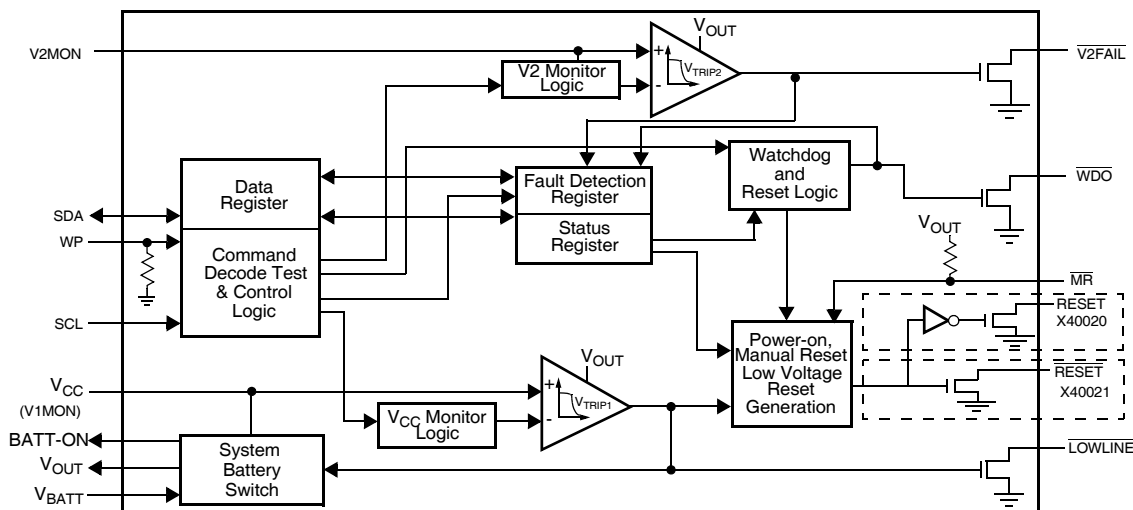 V2MON
VOUT
V2FAIL
+
VTRIP2
-
V2 Monitor
Logic
Data
Register
Fault Detection
Register
Status
Register
Watchdog
and
Reset Logic
WDO
SDA
WP
SCL
Command
Decode Test
& Control
Logic
VOUT
MR
RESET
X40020
Power-on,
Manual Reset
Low Voltage
Reset
Generation
RESET
X40021
VCC
(V1MON)
VOUT
+
VTRIP1
-
VCC Monitor
Logic
BATT-ON
VOUT
VBATT
System
Battery
Switch
LOWLINE